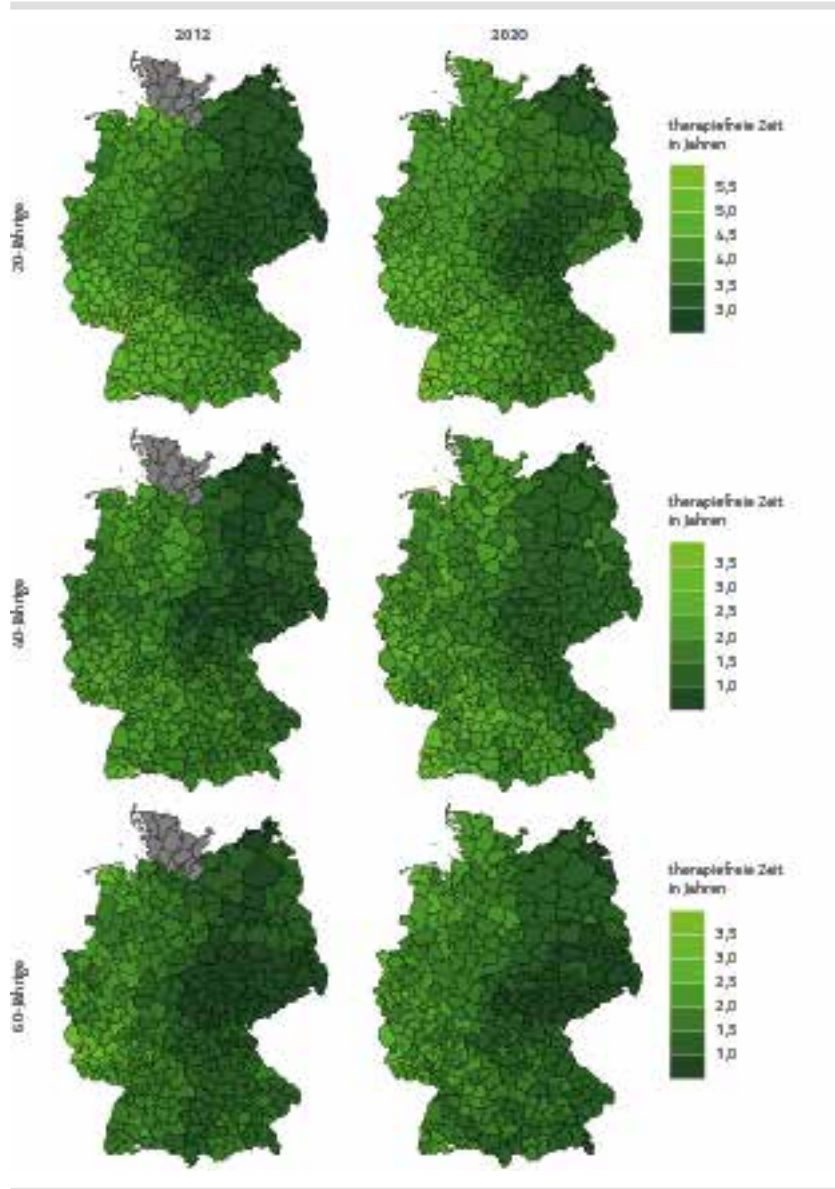 2012
2020
20-Jährige
therapiefreie Zeit
in Jahren
5,5
5,0
4,5
4,0
3,5
3,0
40-Jährige
therapiefreie Zeit
in Jahren
3,5
3,0
2,5
2,0
1,5
1,0
60-Jährige
therapiefreie Zeit
in Jahren
3,5
3,0
2,5
2,0
1,5
1,0